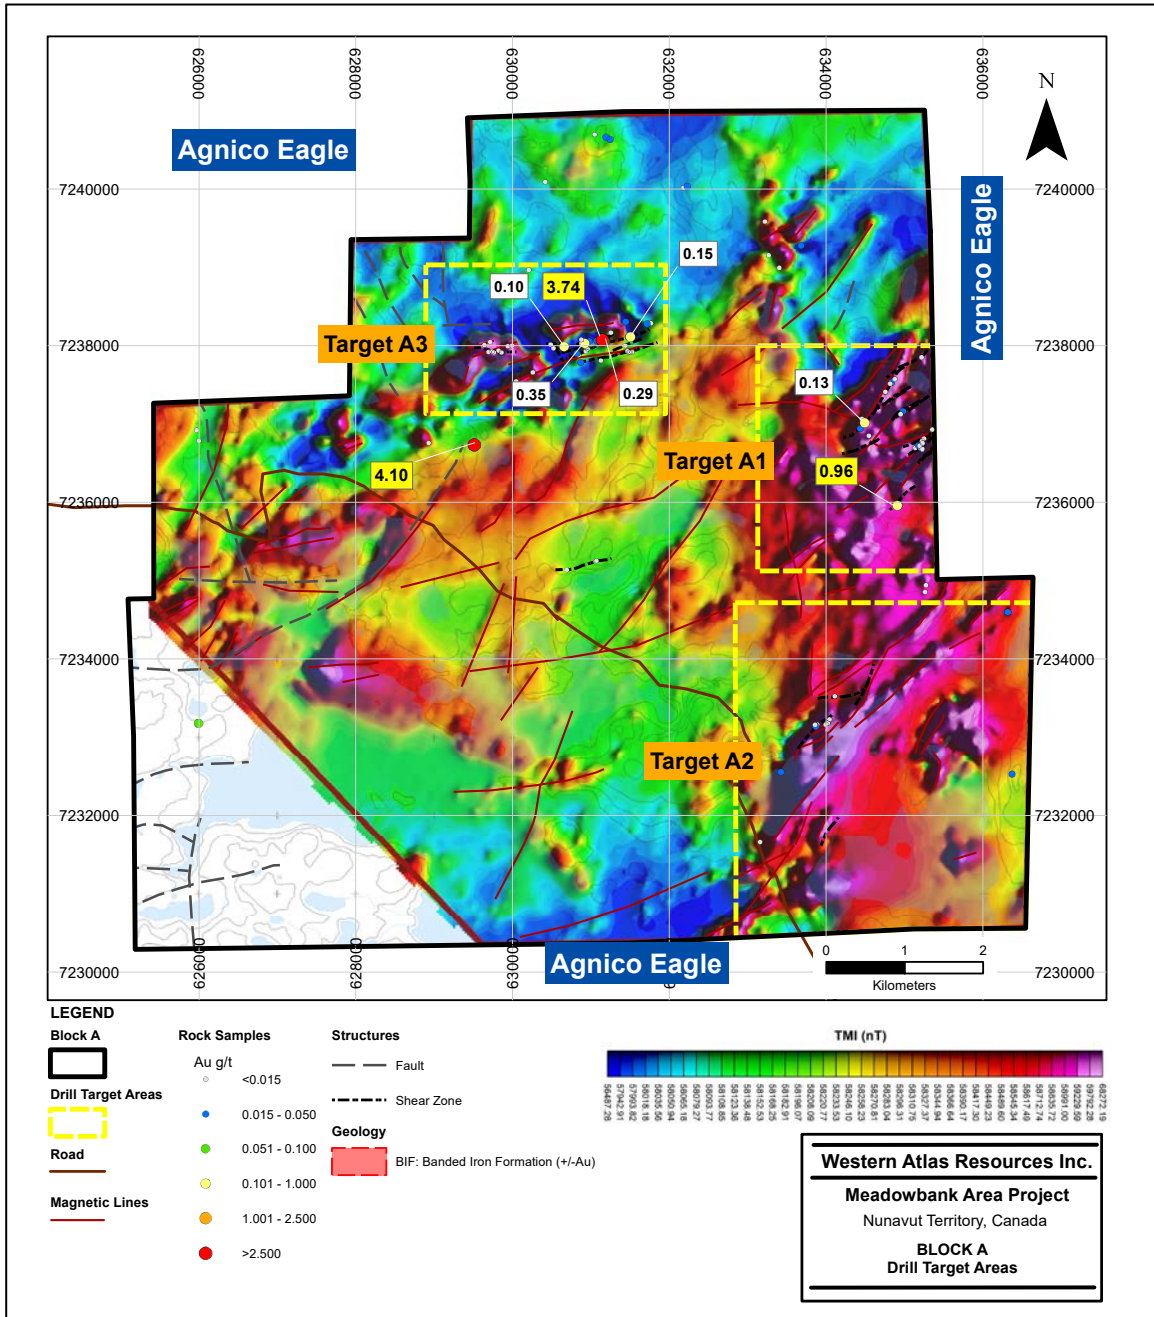 626000
628000
630000
632000
634000
636000
N
Agnico Eagle
7240000
7240000
Agnico Eagle
0.15
0.10
3.74
Target A3
7238000
7238000
0.13
0.35
0.29
Target A1
4.10
0.96
7236000
7236000
7234000
7234000
Target A2
7232000
7232000
626000
628000
630000
632000
Agnico Eagle
0
1
2
Kilometers
7230000
7230000
LEGEND
Block A
Drill Target Areas
Road
Magnetic Lines
Rock Samples
Au g/t
<0.015
0.015 - 0.050
0.051 - 0.100
0.101 - 1.000
1.001 - 2.500
>2.500
Structures
Fault
Shear Zone
Geology
BIF: Banded Iron Formation (+/-Au)
TMI (nT)
Western Atlas Resources Inc.
Meadowbank Area Project
Nunavut Territory, Canada
BLOCK A
Drill Target Areas